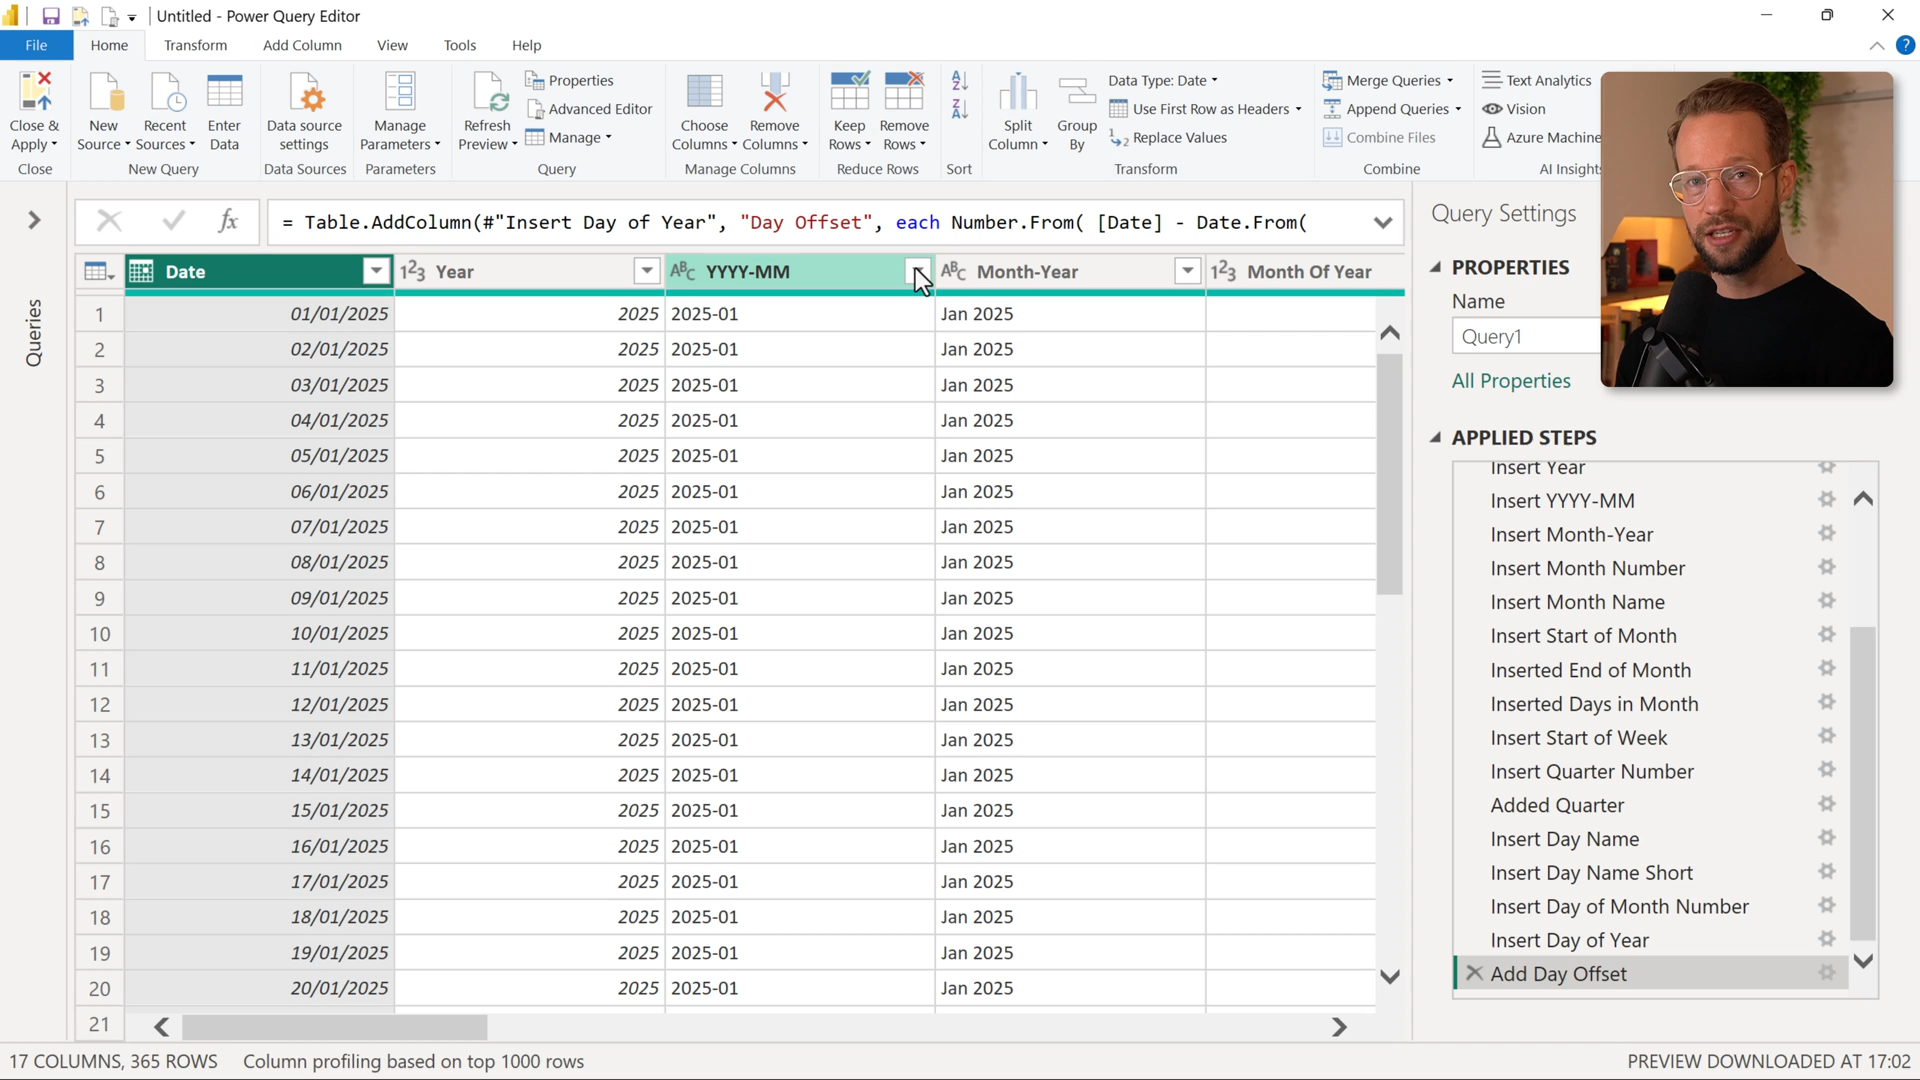 Untitled - Power Query Editor
File Home Transform Add Column View Tools Help
Close & Apply
Close
New Source
Recent Sources
Enter Data
New Query
Data source settings
Data Sources
Manage Parameters
Parameters
Refresh Preview
Properties
Advanced Editor
Manage
Query
Choose Columns
Remove Columns
Manage Columns
Keep Rows
Remove Rows
Reduce Rows
Sort
Split Column
Group By
Data Type: Date
Use First Row as Headers
Replace Values
Transform
Merge Queries
Append Queries
Combine Files
Combine
Text Analytics
Vision
Azure Machine
AI Insights
= Table.AddColumn(#"Insert Day of Year", "Day Offset", each Number.From( [Date] - Date.From(
Queries
Date Year YYYY-MM Month-Year Month Of Year
1 01/01/2025 2025 2025-01 Jan 2025
2 02/01/2025 2025 2025-01 Jan 2025
3 03/01/2025 2025 2025-01 Jan 2025
4 04/01/2025 2025 2025-01 Jan 2025
5 05/01/2025 2025 2025-01 Jan 2025
6 06/01/2025 2025 2025-01 Jan 2025
7 07/01/2025 2025 2025-01 Jan 2025
8 08/01/2025 2025 2025-01 Jan 2025
9 09/01/2025 2025 2025-01 Jan 2025
10 10/01/2025 2025 2025-01 Jan 2025
11 11/01/2025 2025 2025-01 Jan 2025
12 12/01/2025 2025 2025-01 Jan 2025
13 13/01/2025 2025 2025-01 Jan 2025
14 14/01/2025 2025 2025-01 Jan 2025
15 15/01/2025 2025 2025-01 Jan 2025
16 16/01/2025 2025 2025-01 Jan 2025
17 17/01/2025 2025 2025-01 Jan 2025
18 18/01/2025 2025 2025-01 Jan 2025
19 19/01/2025 2025 2025-01 Jan 2025
20 20/01/2025 2025 2025-01 Jan 2025
21
Query Settings
PROPERTIES
Name
Query1
All Properties
APPLIED STEPS
Insert Year
Insert YYYY-MM
Insert Month-Year
Insert Month Number
Insert Month Name
Insert Start of Month
Inserted End of Month
Inserted Days in Month
Insert Start of Week
Insert Quarter Number
Added Quarter
Insert Day Name
Insert Day Name Short
Insert Day of Month Number
Insert Day of Year
Add Day Offset
17 COLUMNS, 365 ROWS Column profiling based on top 1000 rows
PREVIEW DOWNLOADED AT 17:02